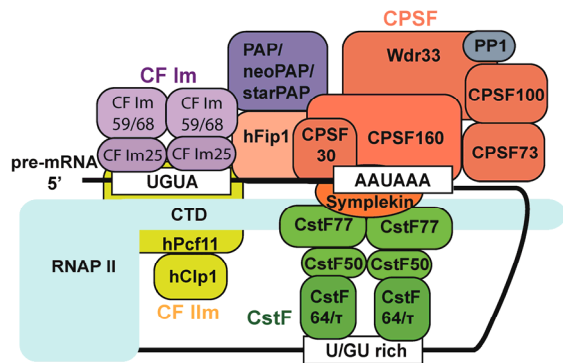 CPSF
PAP/
neoPAP/
starPAP
Wdr33
PP1
CF Im
CF Im
59/68
CF Im
59/68
CPSF100
hFip1
CPSF
30
CPSF160
CF Im25
CF Im25
CPSF73
pre-mRNA
5’
UGUA
AAUAAA
Symplekin
CTD
CstF77
CstF77
hPcf11
RNAP II
CstF50
CstF50
hClp1
CF IIm
CstF
CstF
64/τ
CstF
64/τ
U/GU rich